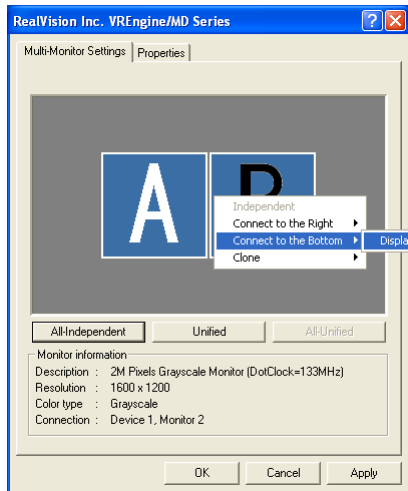 RealVision Inc. VREngine/MD Series
Multi-Monitor Settings Properties
A
Independent
Connect to the Right
Connect to the Bottom
Clone
All-Independent Unified All-Unified
Monitor information
Description : 2M Pixels Grayscale Monitor (DotClock=133MHz)
Resolution : 1600 x 1200
Color type : Grayscale
Connection : Device 1, Monitor 2
OK Cancel Apply